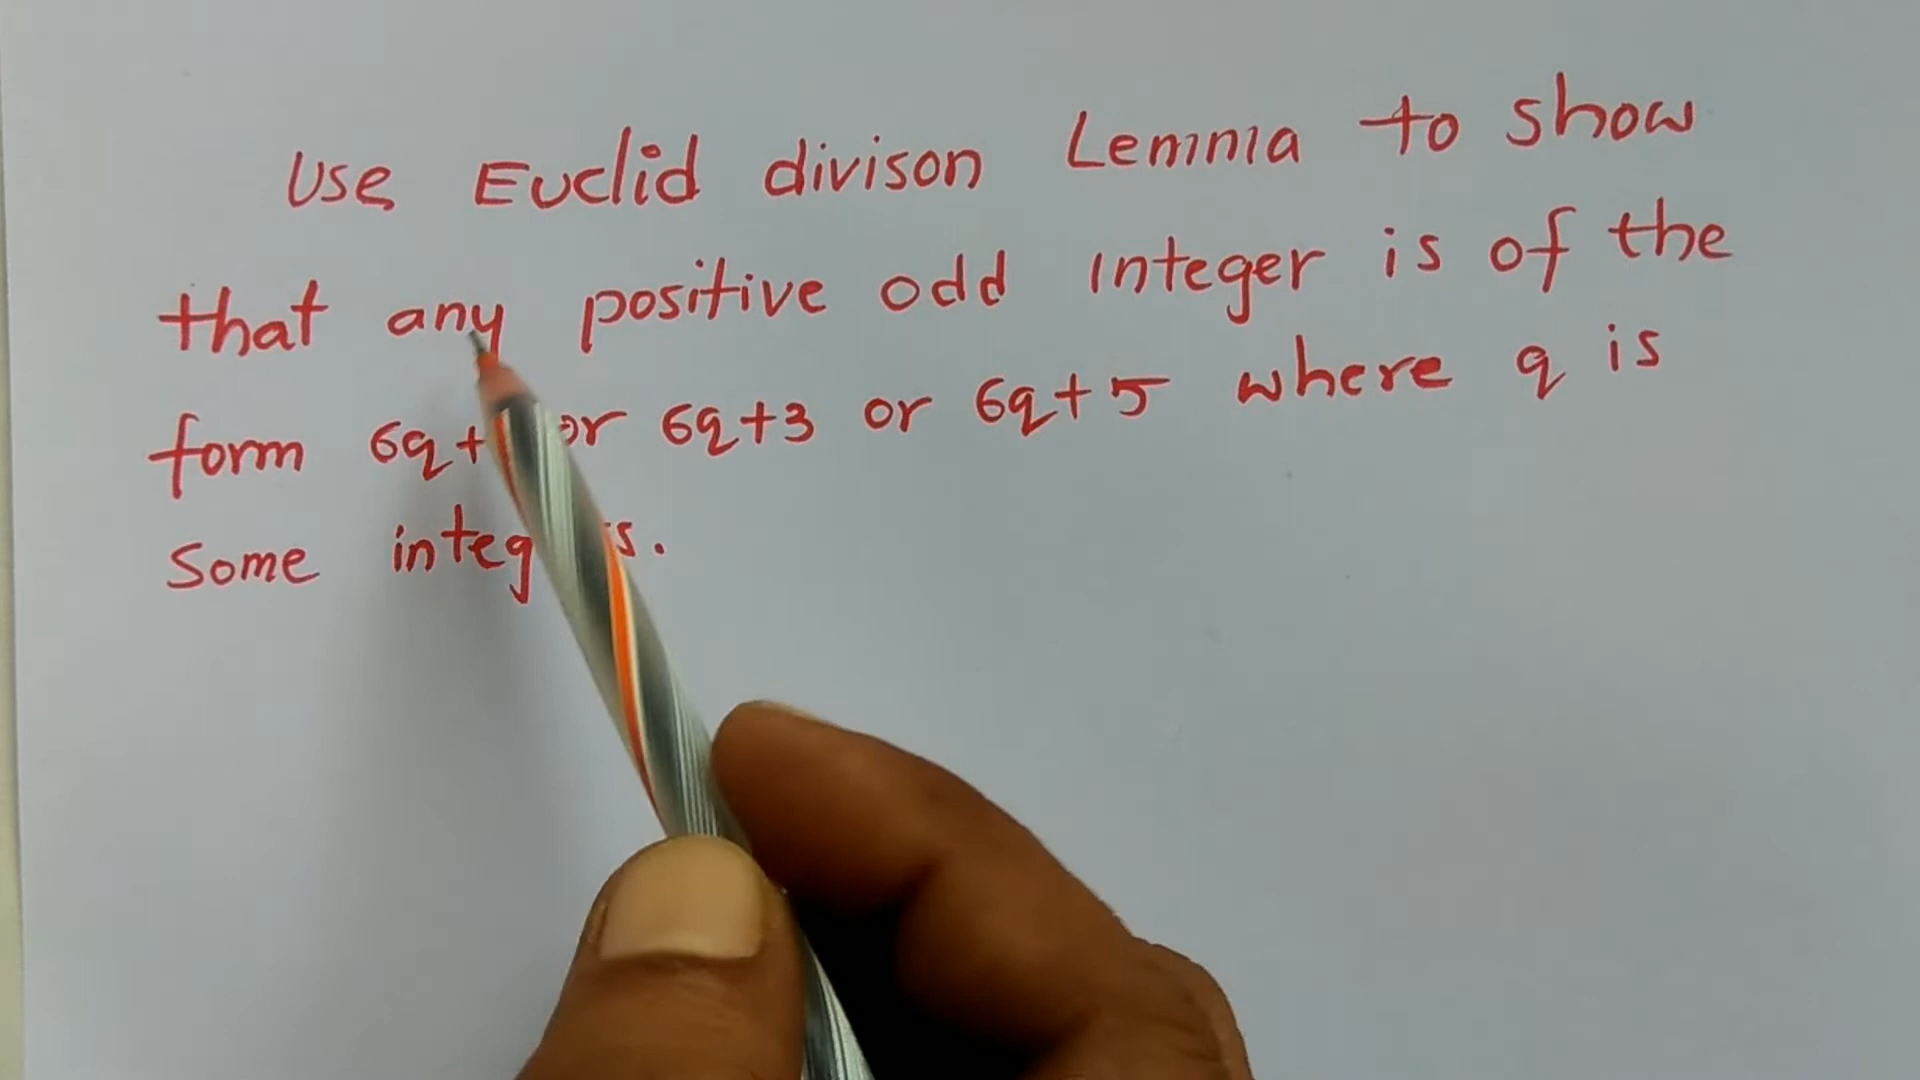 Use Euclid divison Lemma to show
that any positive odd integer is of the
form 6q+ or 6q+3 or 6q+5 where q is
Some